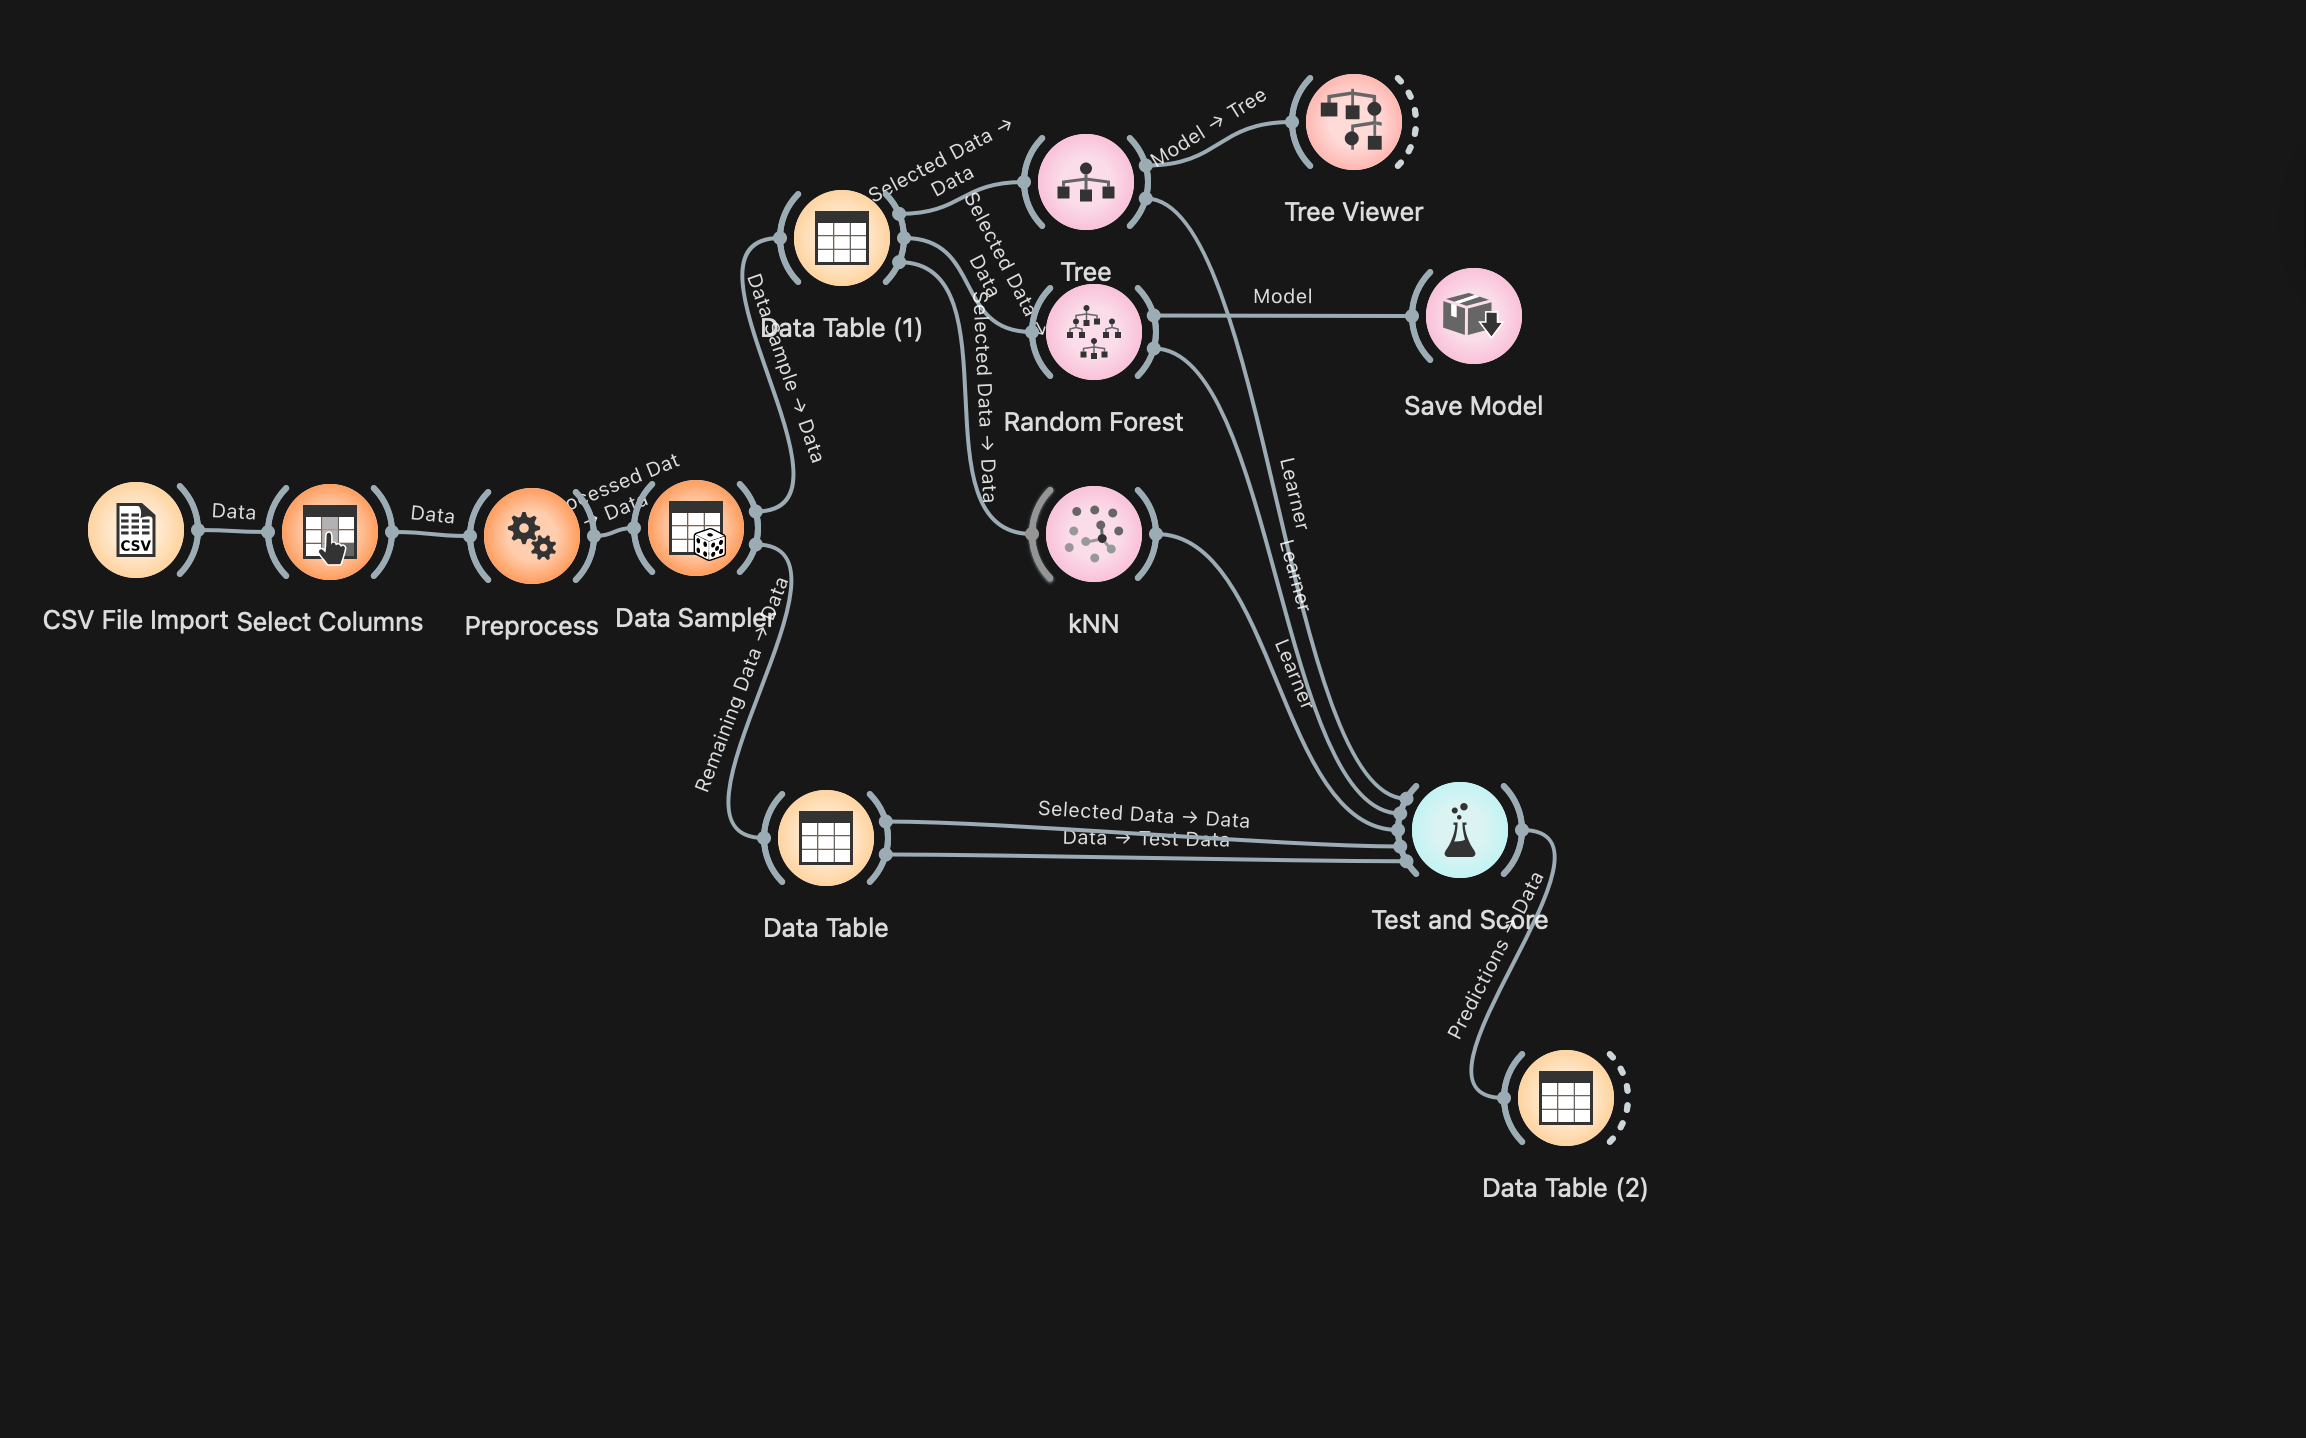 Model → Tree
Tree Viewer
Selected Data →
Data
Tree
Selected Data →
Data
Data Table (1)
Model
Save Model
Random Forest
Data Sample → Data
Selected Data → Data
CSV
Data
Data
ocessed Dat
→ Data
CSV File Import
Select Columns
Preprocess
Data Sampler
kNN
Learner
Learner
Learner
Remaining Data → Data
Selected Data → Data
Data → Test Data
Data Table
Test and Score
Predictions → Data
Data Table (2)